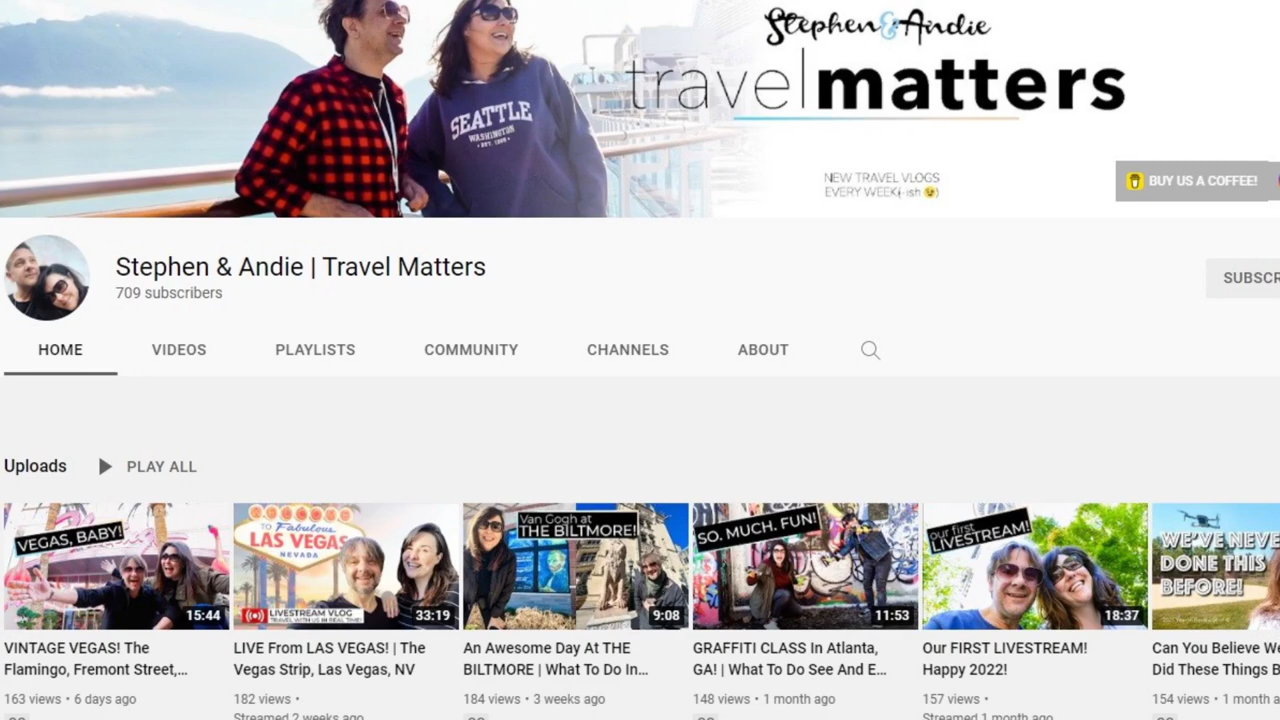 Stephen & Andie
travel matters
SEATTLE
WASHINGTON
NEW TRAVEL VLOGS
EVERY WEEK(-ish 😉)
BUY US A COFFEE!
Stephen & Andie | Travel Matters
709 subscribers
SUBSCR
HOME VIDEOS PLAYLISTS COMMUNITY CHANNELS ABOUT
Uploads PLAY ALL
VEGAS, BABY!
15:44
TO Fabulous
LAS VEGAS
NEVADA
LIVESTREAM VLOG
TRAVEL WITH US IN REAL TIME!
33:19
Van Gogh at
THE BILTMORE!
9:08
SO. MUCH. FUN!
11:53
our first
LIVESTREAM!
18:37
WE'VE NEVE
DONE THIS
BEFORE!
VINTAGE VEGAS! The
Flamingo, Fremont Street,...
163 views • 6 days ago
LIVE From LAS VEGAS! | The
Vegas Strip, Las Vegas, NV
182 views •
Streamed 2 weeks ago
An Awesome Day At THE
BILTMORE | What To Do In...
184 views • 3 weeks ago
GRAFFITI CLASS In Atlanta,
GA! | What To Do See And E...
148 views • 1 month ago
Our FIRST LIVESTREAM!
Happy 2022!
157 views •
Streamed 1 month ago
Can You Believe We
Did These Things B
154 views • 1 month a